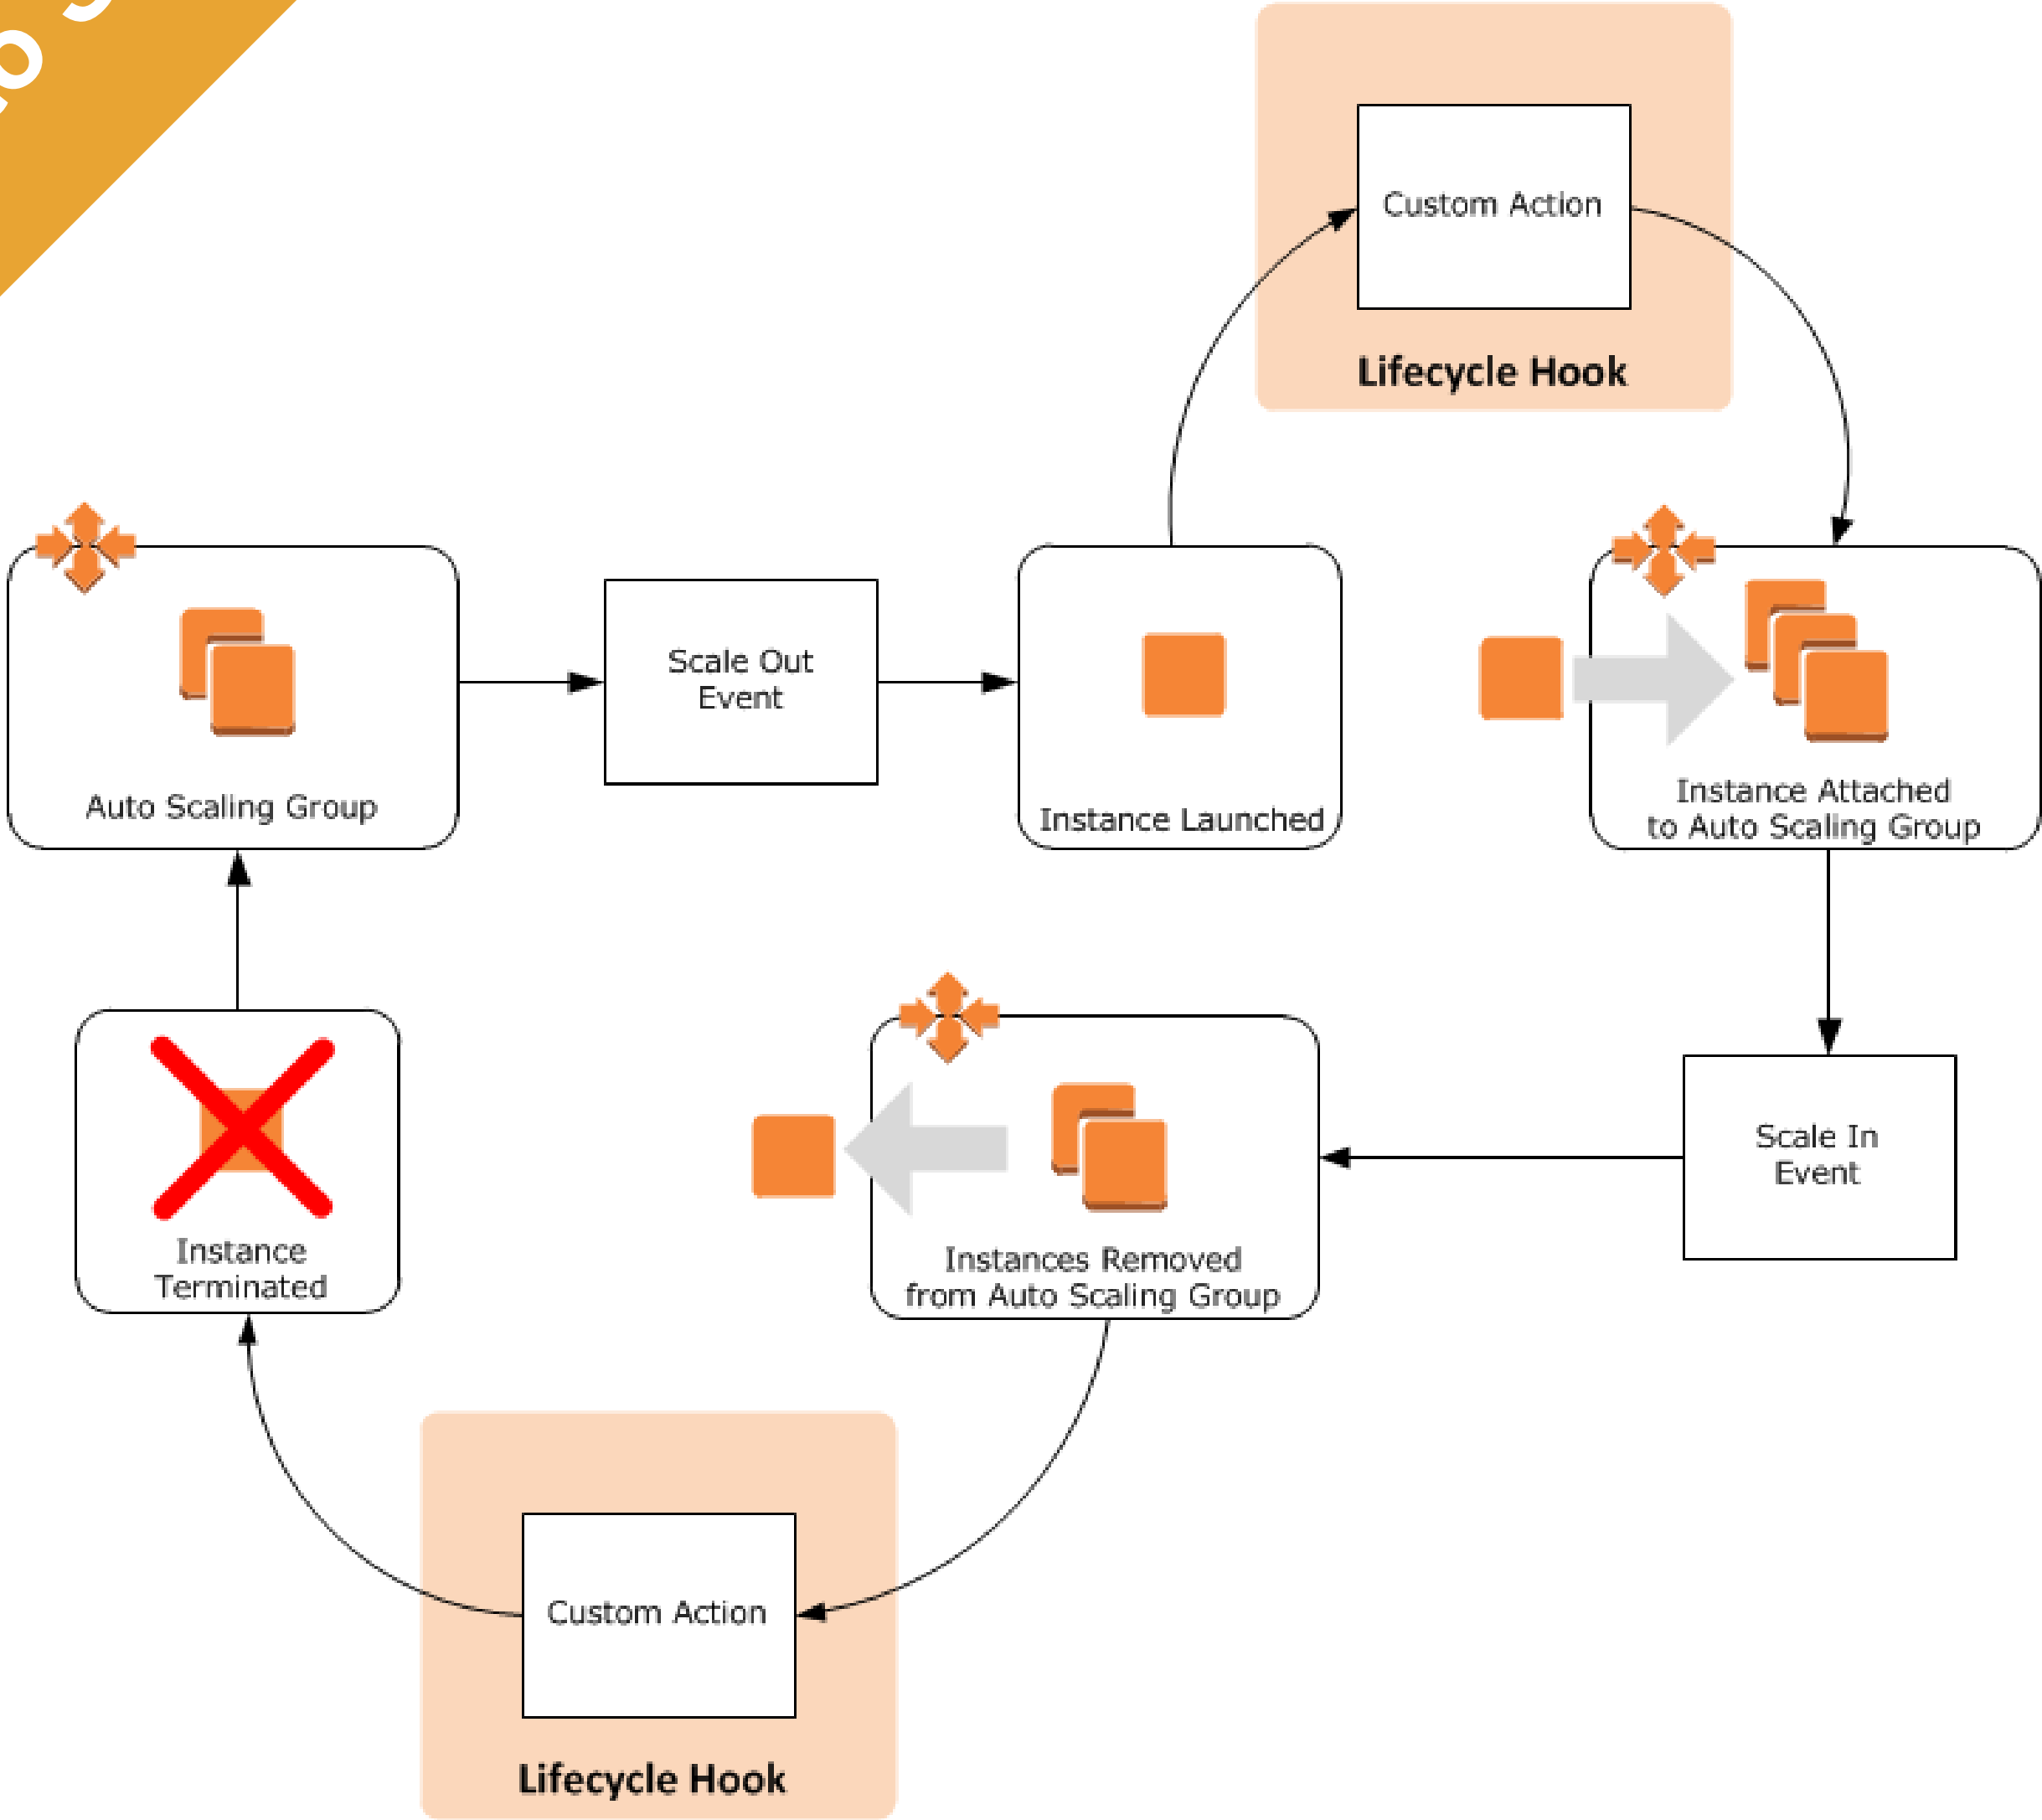 Custom Action
Lifecycle Hook
Auto Scaling Group
Scale Out
Event
Instance Launched
Instance Attached
to Auto Scaling Group
Instance
Terminated
Instances Removed
from Auto Scaling Group
Scale In
Event
Custom Action
Lifecycle Hook